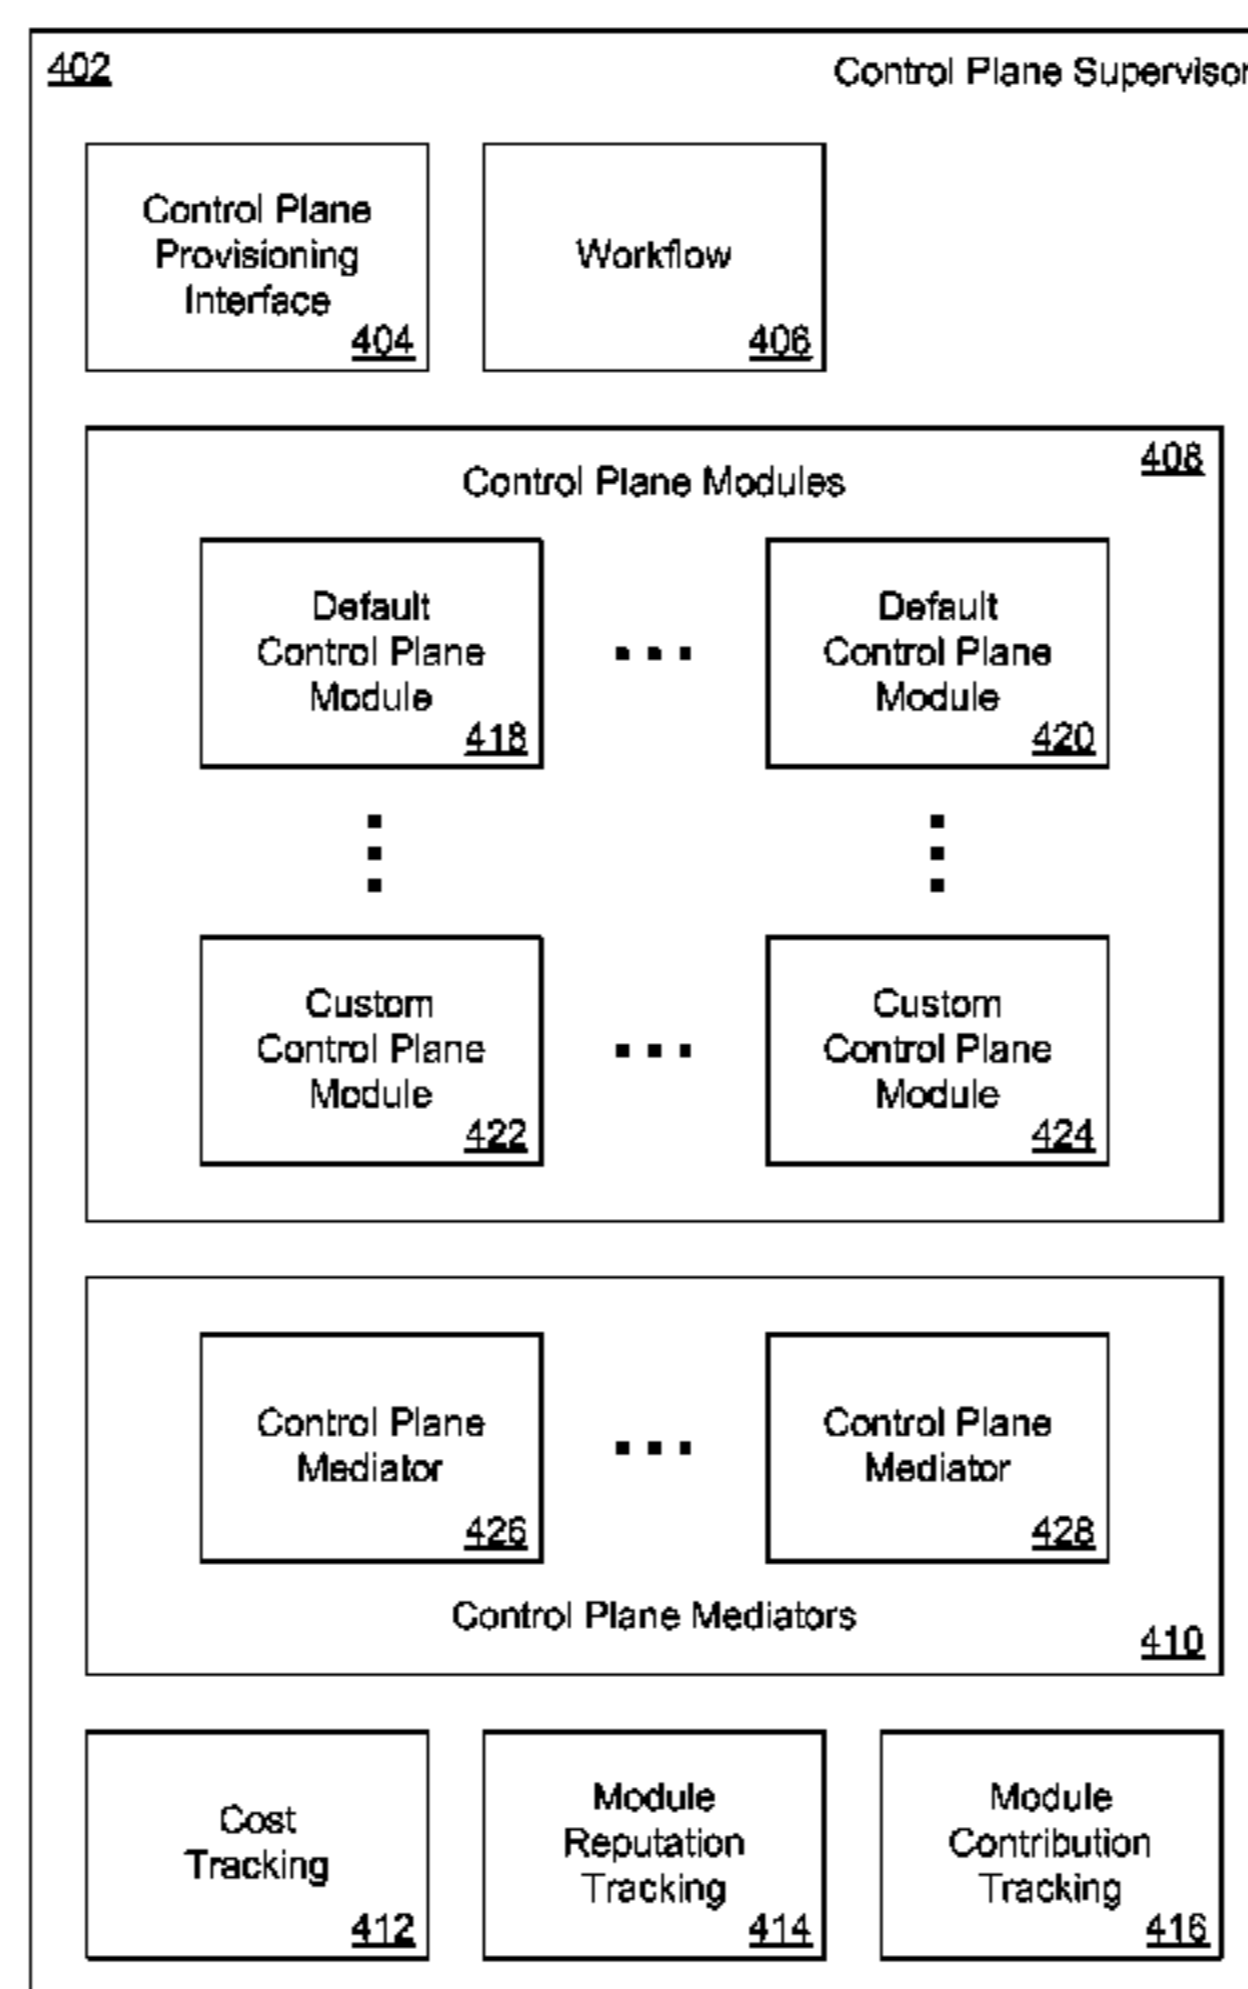 402
Control Plane Supervisor
Control Plane
Provisioning
Interface
404
Workflow
406
408
Control Plane Modules
Default
Control Plane
Module
418
Default
Control Plane
Module
420
Custom
Control Plane
Module
422
Custom
Control Plane
Module
424
Control Plane
Mediator
426
Control Plane
Mediator
428
Control Plane Mediators
410
Cost
Tracking
412
Module
Reputation
Tracking
414
Module
Contribution
Tracking
416